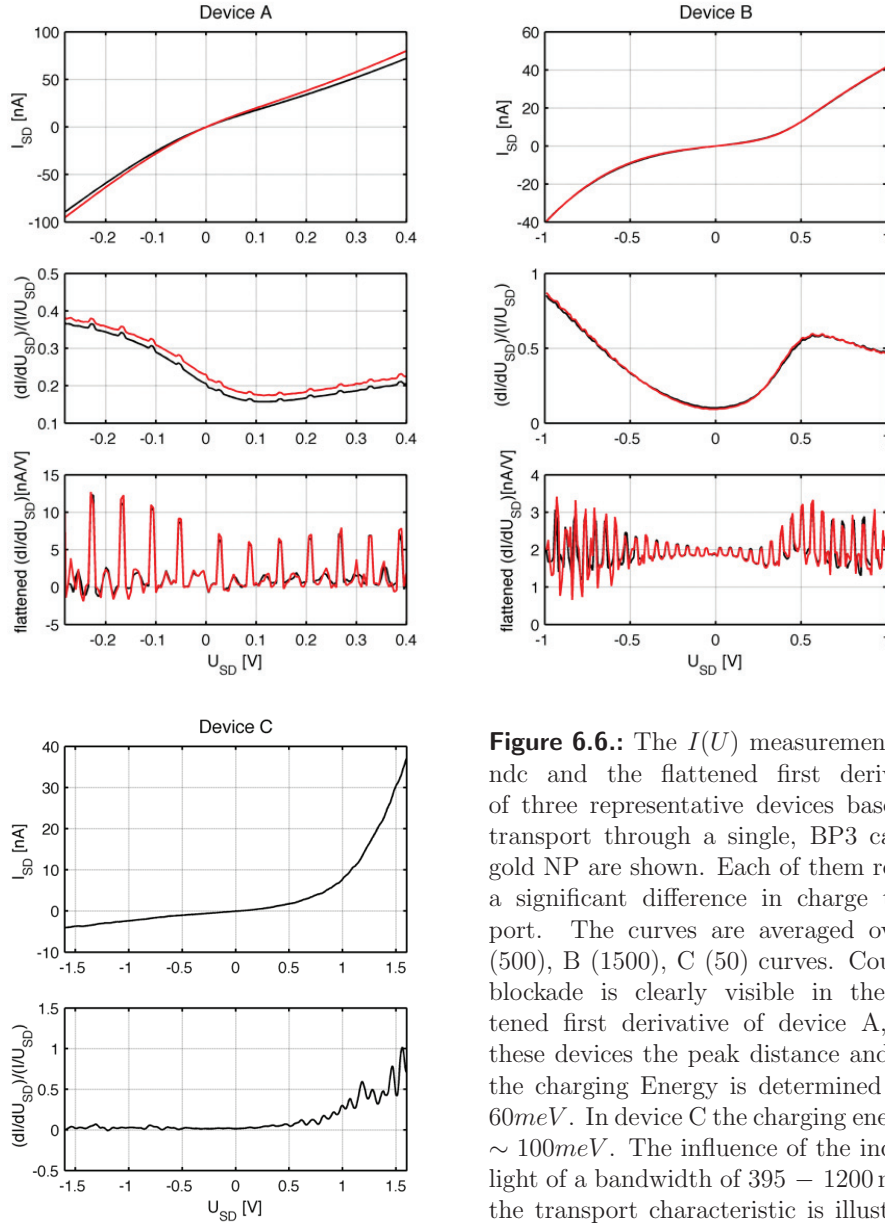 Device A
100
50
0
-50
-100
I_SD [nA]
-0.2 -0.1 0 0.1 0.2 0.3 0.4
0.5
0.4
0.3
0.2
0.1
(dI/dU_SD)/(I/U_SD)
-0.2 -0.1 0 0.1 0.2 0.3 0.4
15
10
5
0
-5
flattened (dI/dU_SD)[nA/V]
-0.2 -0.1 0 0.1 0.2 0.3 0.4
U_SD [V]
Device B
60
40
20
0
-20
-40
I_SD [nA]
-1 -0.5 0 0.5 1
1
0.5
0
(dI/dU_SD)/(I/U_SD)
-1 -0.5 0 0.5 1
4
3
2
1
0
flattened (dI/dU_SD)[nA/V]
-1 -0.5 0 0.5 1
U_SD [V]
Device C
40
30
20
10
0
-10
I_SD [nA]
-1.5 -1 -0.5 0 0.5 1 1.5
1.5
1
0.5
0
-0.5
(dI/dU_SD)/(I/U_SD)
-1.5 -1 -0.5 0 0.5 1 1.5
U_SD [V]
Figure 6.6.: The I(U) measurement
ndc and the flattened first deriv
of three representative devices base
transport through a single, BP3 ca
gold NP are shown. Each of them re
a significant difference in charge t
port. The curves are averaged ov
(500), B (1500), C (50) curves. Cou
blockade is clearly visible in the
tened first derivative of device A,
these devices the peak distance and
the charging Energy is determined
60meV. In device C the charging ene
∼ 100meV. The influence of the inc
light of a bandwidth of 395 − 1200 n
the transport characteristic is illust